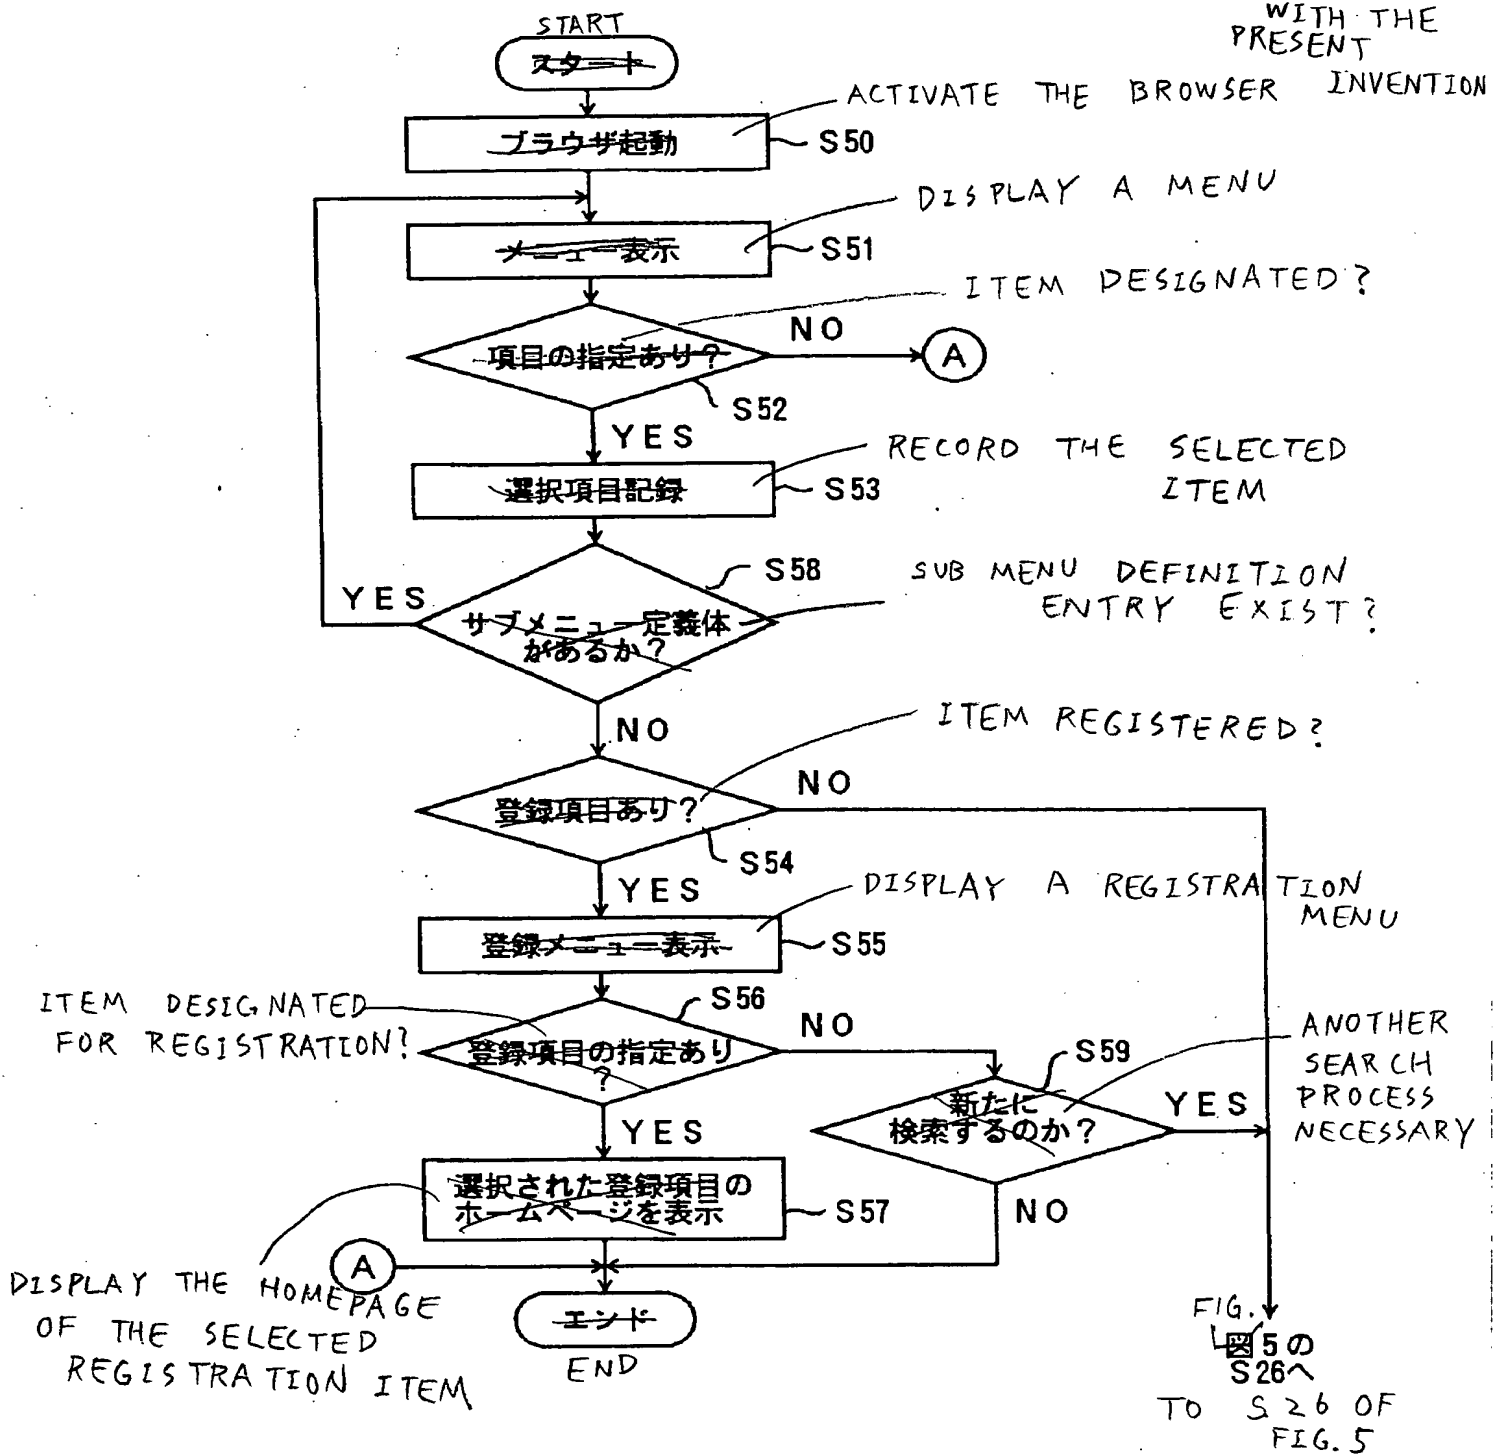 WITH THE
PRESENT
INVENTION
START
スタート
ACTIVATE THE BROWSER
ブラウザ起動
S50
DISPLAY A MENU
メニュー表示
S51
ITEM DESIGNATED?
NO
項目の指定あり?
A
S52
YES
RECORD THE SELECTED
ITEM
選択項目記録
S53
S58
SUB MENU DEFINITION
ENTRY EXIST?
YES
サブメニュー定義体
があるか?
NO
ITEM REGISTERED?
NO
登録項目あり?
S54
YES
DISPLAY A REGISTRATION
MENU
登録メニュー表示
S55
ITEM DESIGNATED
FOR REGISTRATION?
S56
NO
登録項目の指定あり
?
ANOTHER
SEARCH
PROCESS
NECESSARY
S59
新たに
検索するのか?
YES
YES
選択された登録項目の
ホームページを表示
S57
NO
A
DISPLAY THE HOMEPAGE
OF THE SELECTED
REGISTRATION ITEM
エンド
END
FIG.
図5の
S26へ
TO S26 OF
FIG. 5